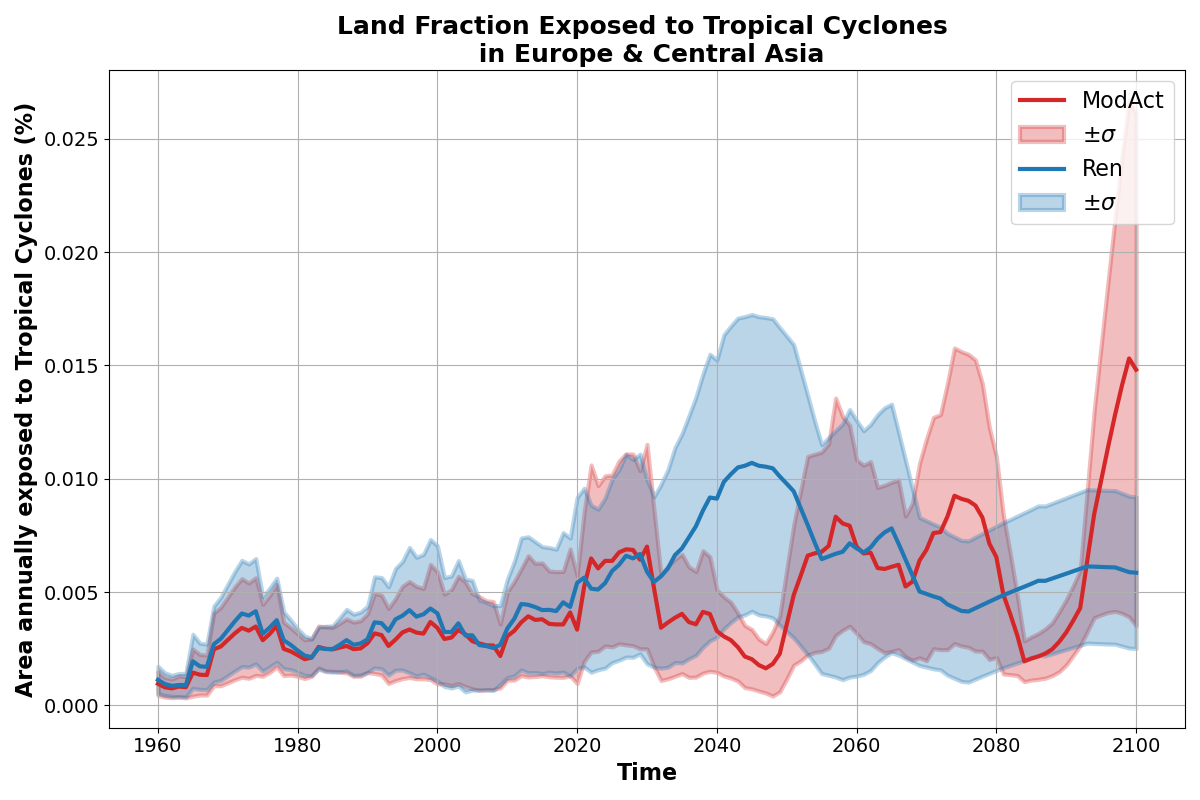 Land Fraction Exposed to Tropical Cyclones
in Europe & Central Asia
Area annually exposed to Tropical Cyclones (%)
0.025
0.020
0.015
0.010
0.005
0.000
ModAct
±σ
Ren
±σ
1960 1980 2000 2020 2040 2060 2080 2100
Time